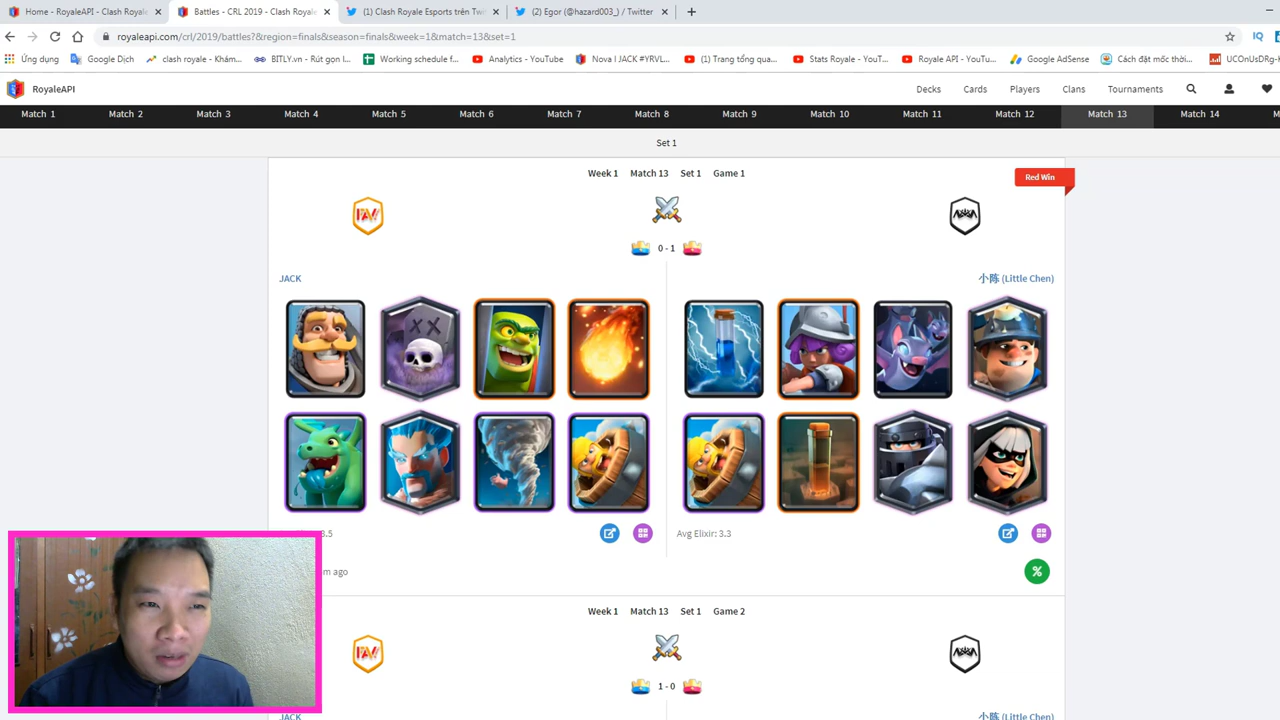 Home - RoyaleAPI - Clash Royale
Battles - CRL 2019 - Clash Royale
(1) Clash Royale Esports trên Twi
(2) Egor (@hazard003_) / Twitter
royaleapi.com/crl/2019/battles?&region=finals&season=finals&week=1&match=13&set=1
IQ
Ứng dụng
Google Dịch
clash royale - Khám...
BITLY.vn - Rút gọn l...
Working schedule f...
Analytics - YouTube
Nova l JACK #YRVL...
(1) Trang tổng qua...
Stats Royale - YouT...
Royale API - YouTu...
Google AdSense
Cách đặt mốc thời...
UCOnUsDRg-
RoyaleAPI
Decks
Cards
Players
Clans
Tournaments
Match 1
Match 2
Match 3
Match 4
Match 5
Match 6
Match 7
Match 8
Match 9
Match 10
Match 11
Match 12
Match 13
Match 14
Set 1
Week 1 Match 13 Set 1 Game 1
Red Win
0 - 1
JACK
小陈 (Little Chen)
3.5
Avg Elixir: 3.3
m ago
%
Week 1 Match 13 Set 1 Game 2
1 - 0
JACK
小陈 (Little Chen)